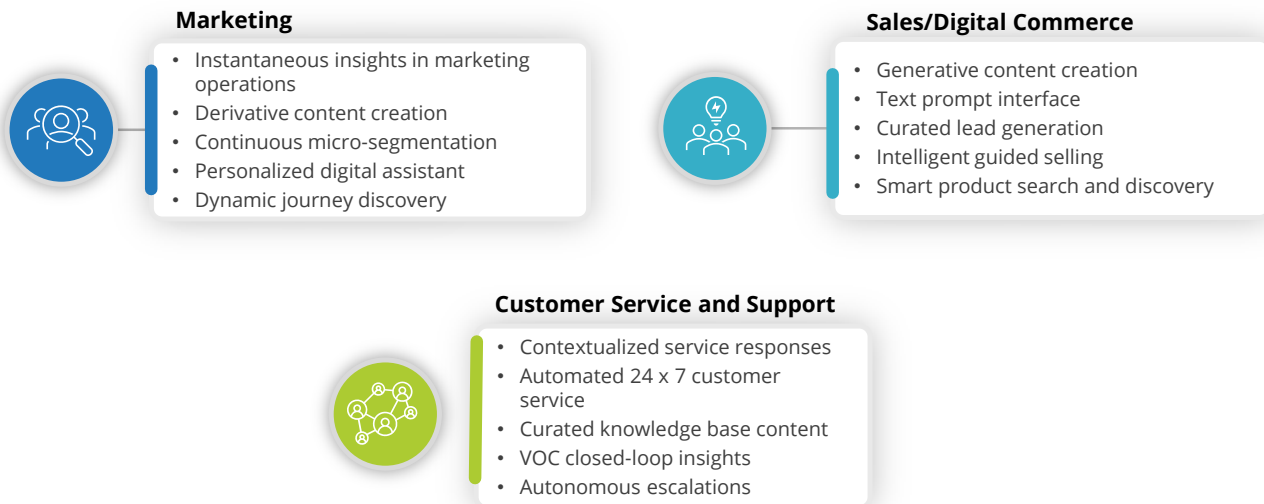 Marketing
• Instantaneous insights in marketing
operations
• Derivative content creation
• Continuous micro-segmentation
• Personalized digital assistant
• Dynamic journey discovery
Sales/Digital Commerce
• Generative content creation
• Text prompt interface
• Curated lead generation
• Intelligent guided selling
• Smart product search and discovery
Customer Service and Support
• Contextualized service responses
• Automated 24 x 7 customer
service
• Curated knowledge base content
• VOC closed-loop insights
• Autonomous escalations